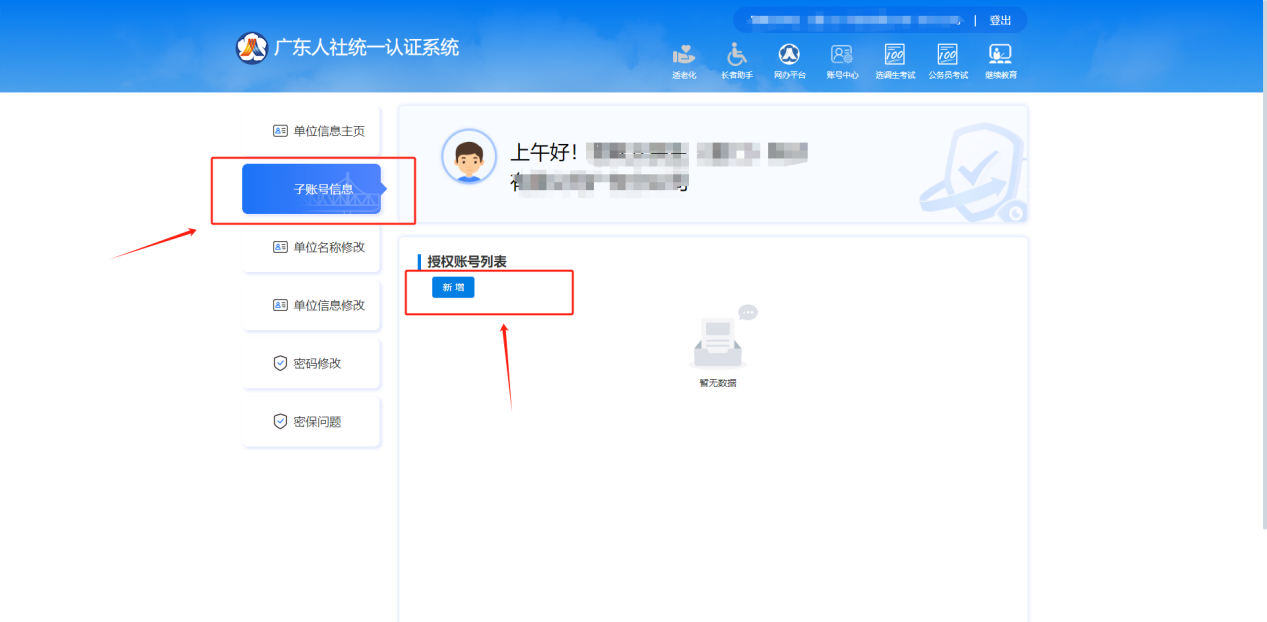 登出
广东人社统一认证系统
适老化 长者助手 网办平台 账号中心 选调生考试 公务员考试 继续教育
单位信息主页
子账号信息
单位名称修改
单位信息修改
密码修改
密保问题
上午好！
授权账号列表
新增
暂无数据